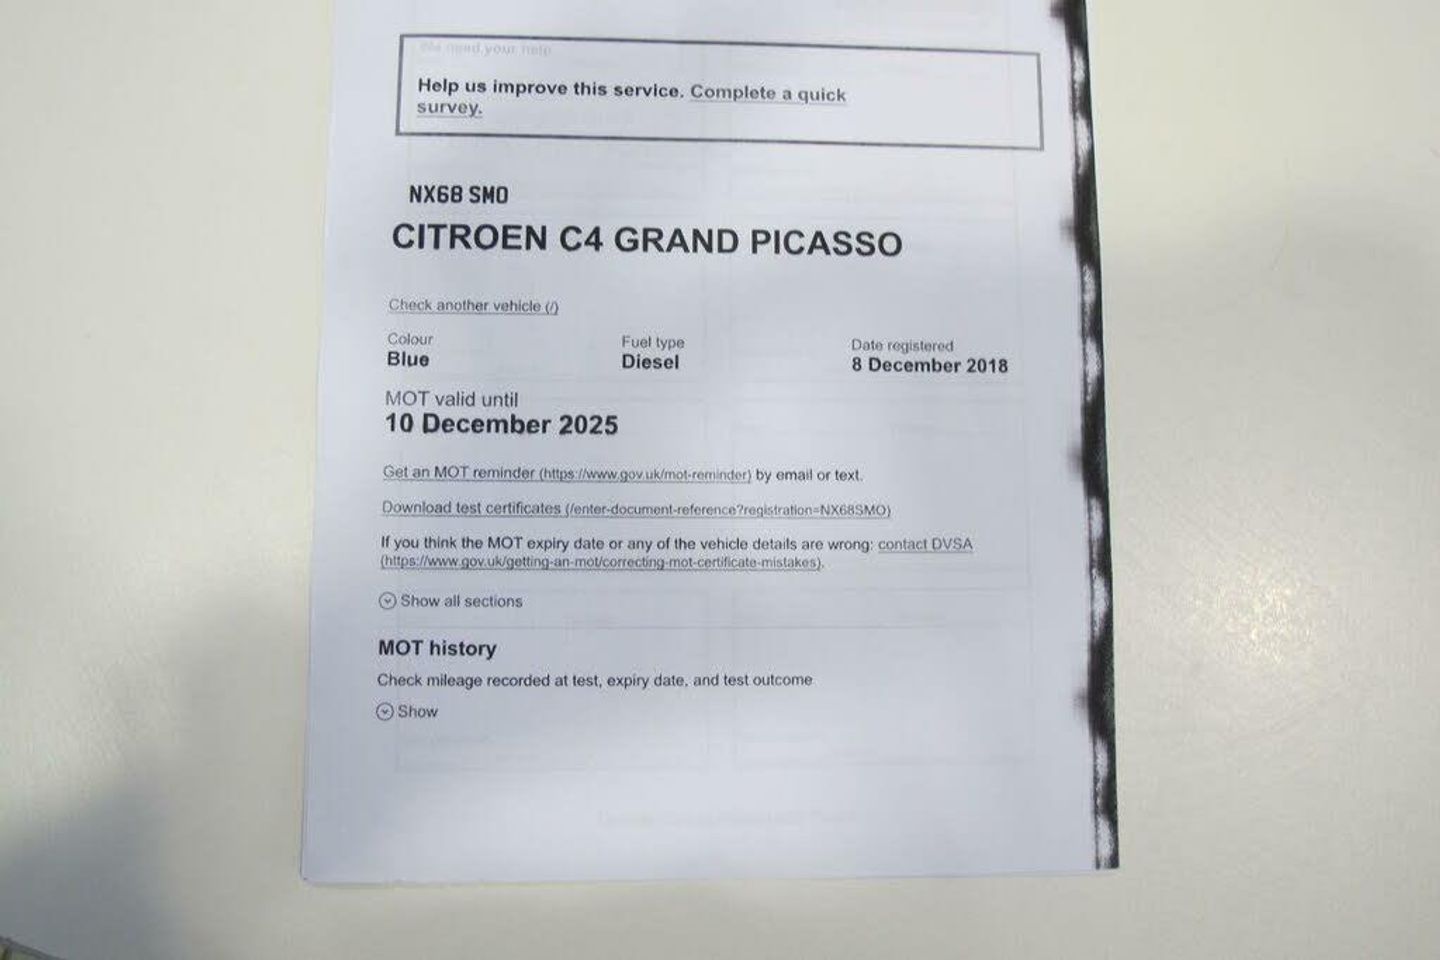 We need your help
Help us improve this service. Complete a quick
survey.
NX68 SMO
CITROEN C4 GRAND PICASSO
Check another vehicle (/)
Colour Fuel type Date registered
Blue Diesel 8 December 2018
MOT valid until
10 December 2025
Get an MOT reminder (https://www.gov.uk/mot-reminder) by email or text.
Download test certificates (/enter-document-reference?registration=NX68SMO)
If you think the MOT expiry date or any of the vehicle details are wrong: contact DVSA
(https://www.gov.uk/getting-an-mot/correcting-mot-certificate-mistakes).
Show all sections
MOT history
Check mileage recorded at test, expiry date, and test outcome
Show